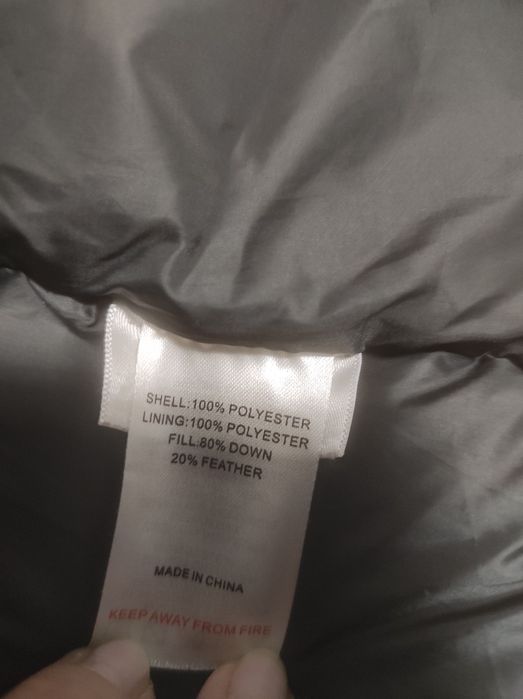 SHELL:100% POLYESTER
LINING:100% POLYESTER
FILL:80% DOWN
20% FEATHER
MADE IN CHINA
KEEP AWAY FROM FIRE